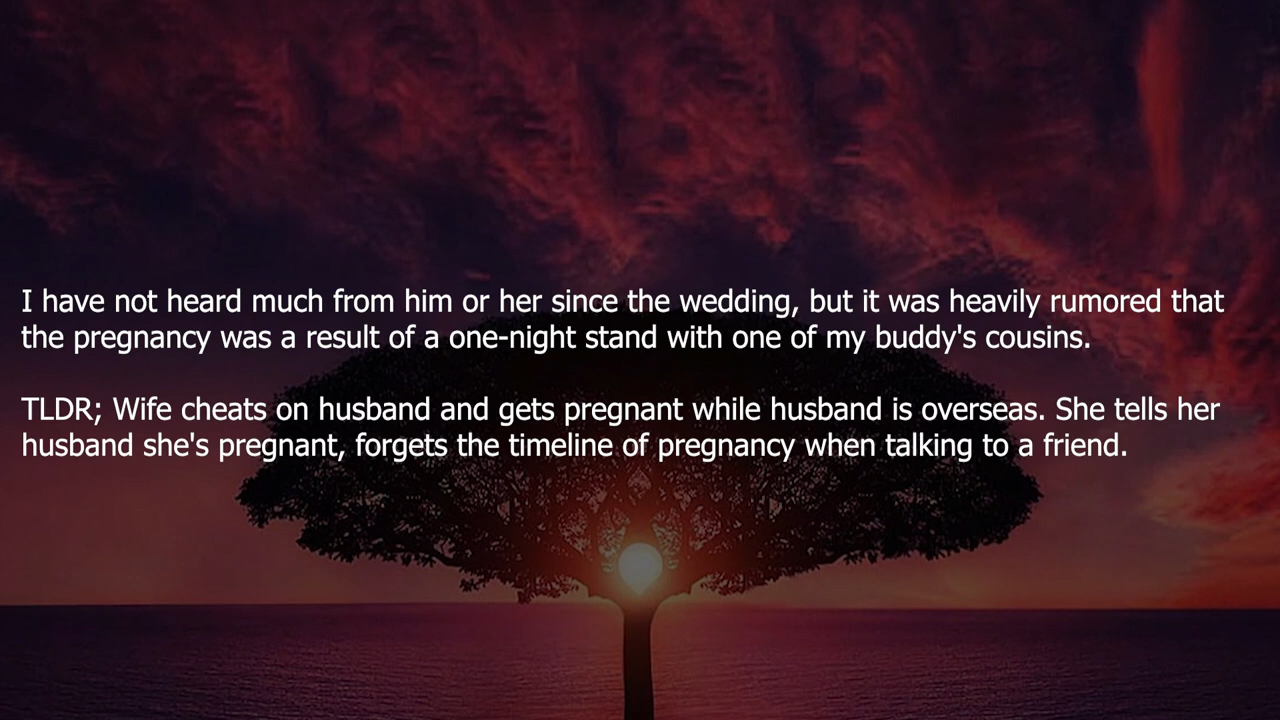 I have not heard much from him or her since the wedding, but it was heavily rumored that
the pregnancy was a result of a one-night stand with one of my buddy's cousins.
TLDR; Wife cheats on husband and gets pregnant while husband is overseas. She tells her
husband she's pregnant, forgets the timeline of pregnancy when talking to a friend.